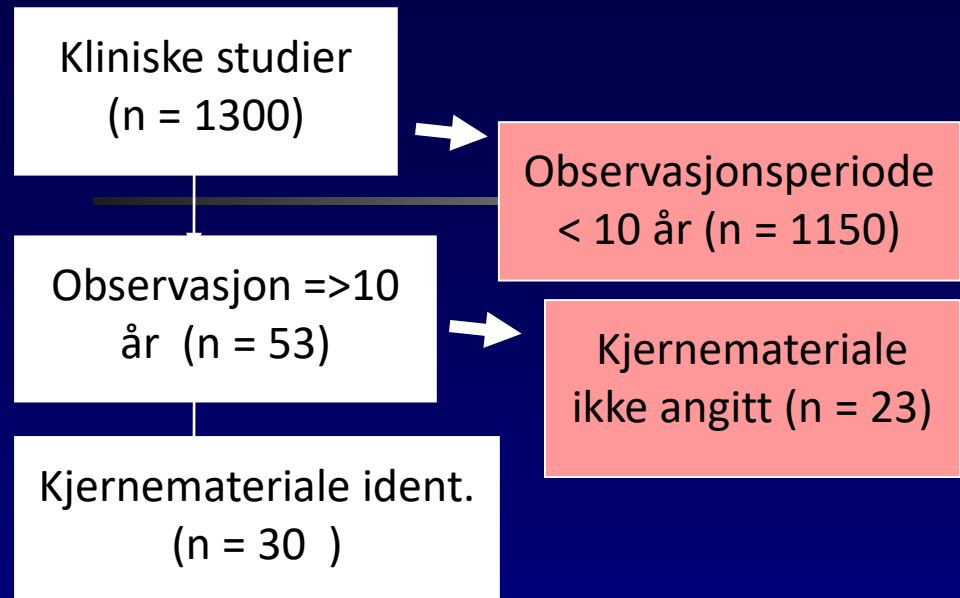 Kliniske studier
(n = 1300)
Observasjonsperiode
< 10 år (n = 1150)
Observasjon =>10
år (n = 53)
Kjernemateriale
ikke angitt (n = 23)
Kjernemateriale ident.
(n = 30 )